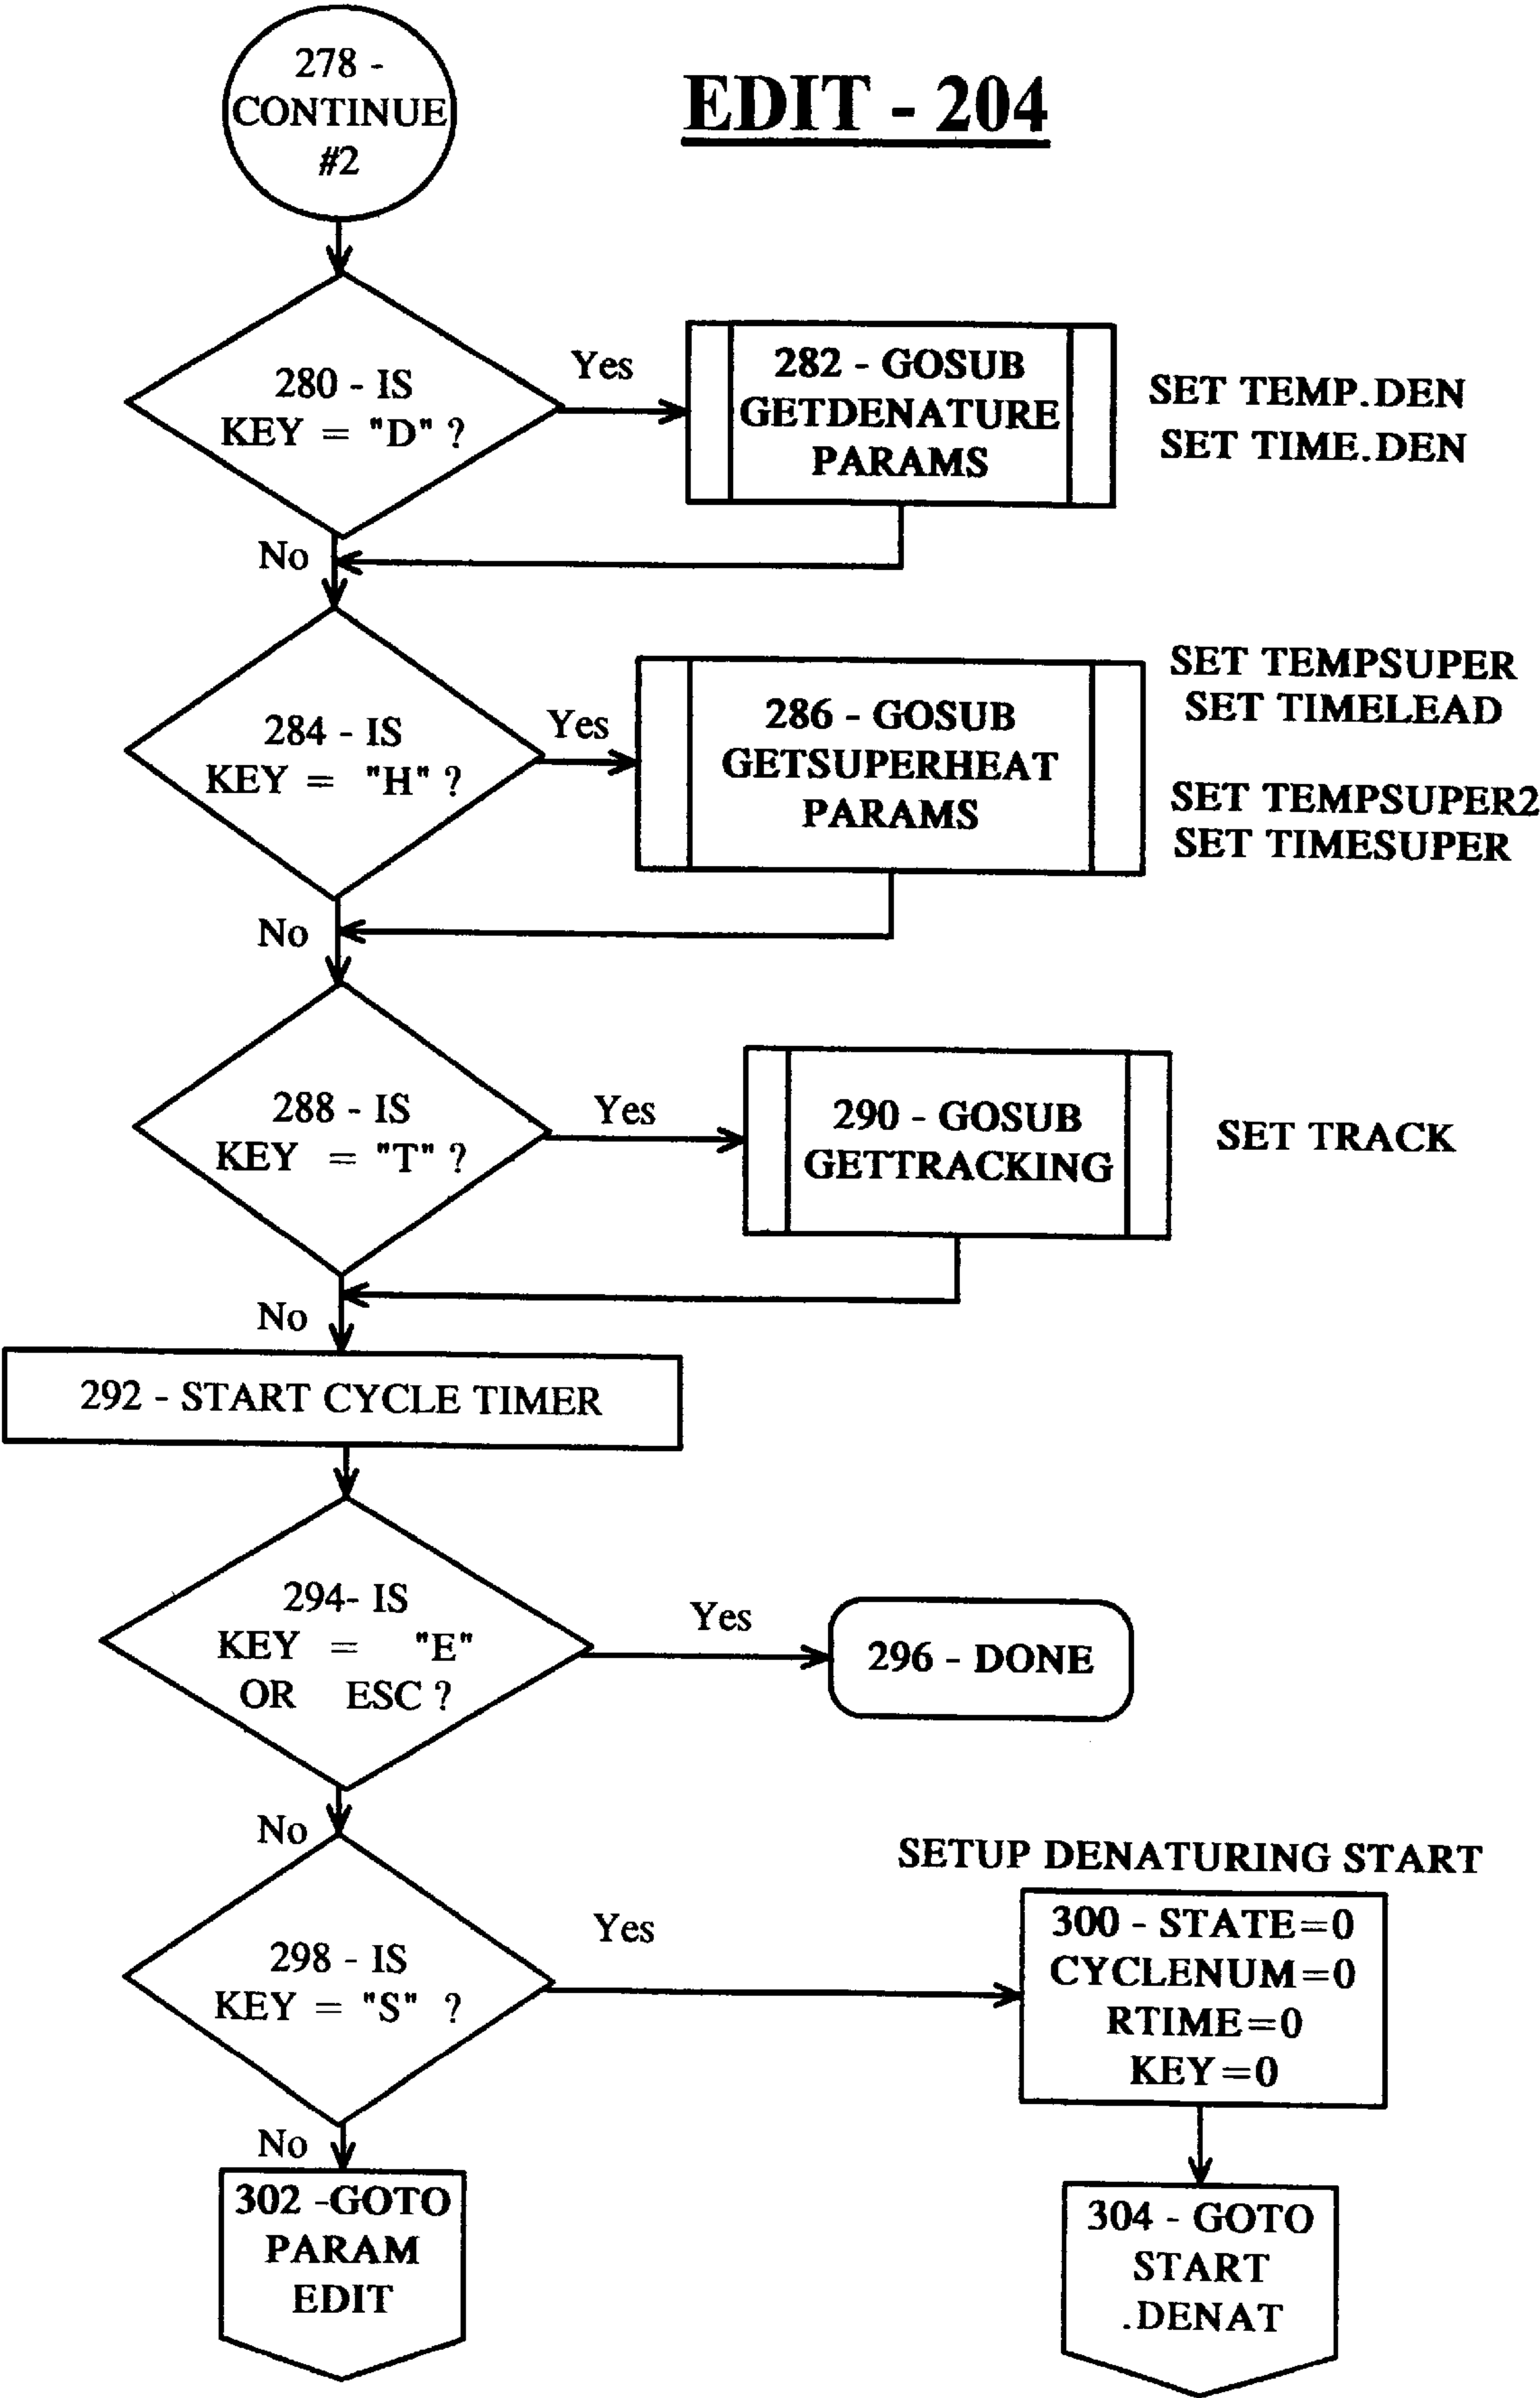 278 -
CONTINUE
#2
EDIT - 204
280 - IS
KEY = "D" ?
Yes
282 - GOSUB
GETDENATURE
PARAMS
SET TEMP.DEN
SET TIME.DEN
No
284 - IS
KEY = "H" ?
Yes
286 - GOSUB
GETSUPERHEAT
PARAMS
SET TEMPSUPER
SET TIMELEAD
SET TEMPSUPER2
SET TIMESUPER
No
288 - IS
KEY = "T" ?
Yes
290 - GOSUB
GETTRACKING
SET TRACK
No
292 - START CYCLE TIMER
294- IS
KEY = "E"
OR ESC ?
Yes
296 - DONE
No
298 - IS
KEY = "S" ?
Yes
SETUP DENATURING START
300 - STATE=0
CYCLENUM=0
RTIME=0
KEY=0
No
302 -GOTO
PARAM
EDIT
304 - GOTO
START
.DENAT